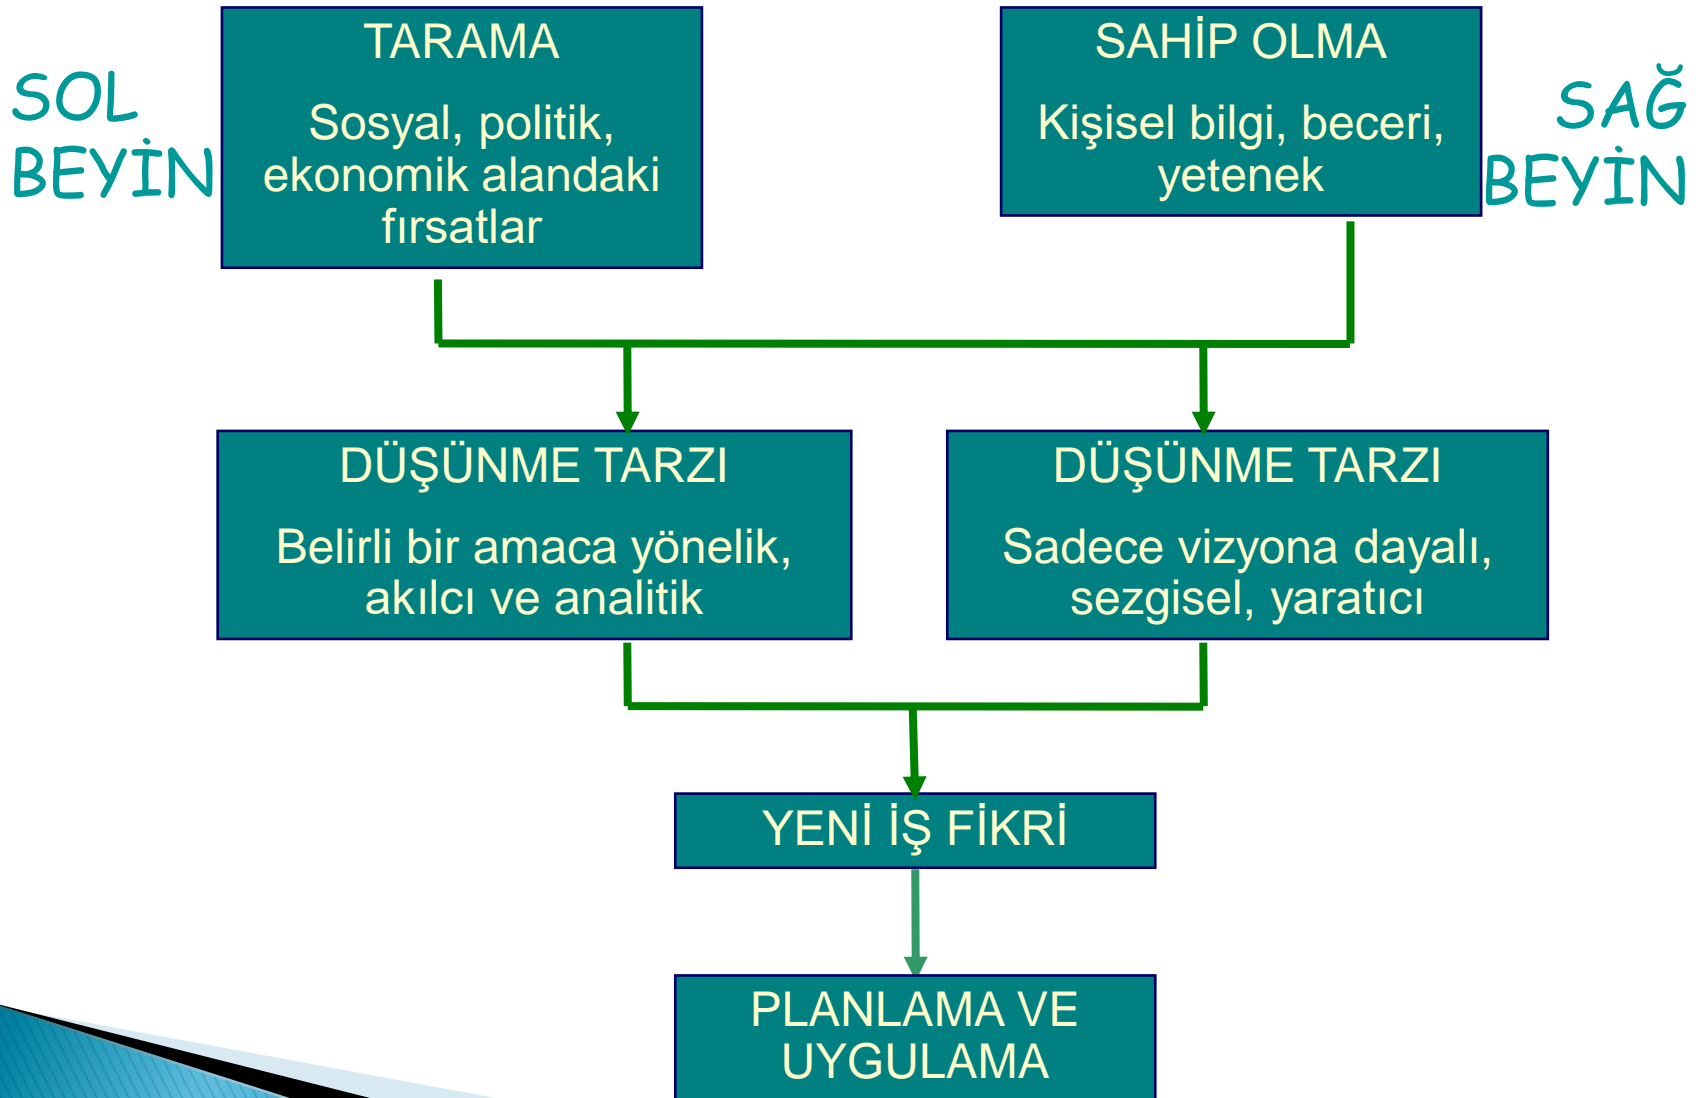 SOL
BEYİN
TARAMA
Sosyal, politik,
ekonomik alandaki
fırsatlar
SAHİP OLMA
Kişisel bilgi, beceri,
yetenek
SAĞ
BEYİN
DÜŞÜNME TARZI
Belirli bir amaca yönelik,
akılcı ve analitik
DÜŞÜNME TARZI
Sadece vizyona dayalı,
sezgisel, yaratıcı
YENİ İŞ FİKRİ
PLANLAMA VE
UYGULAMA